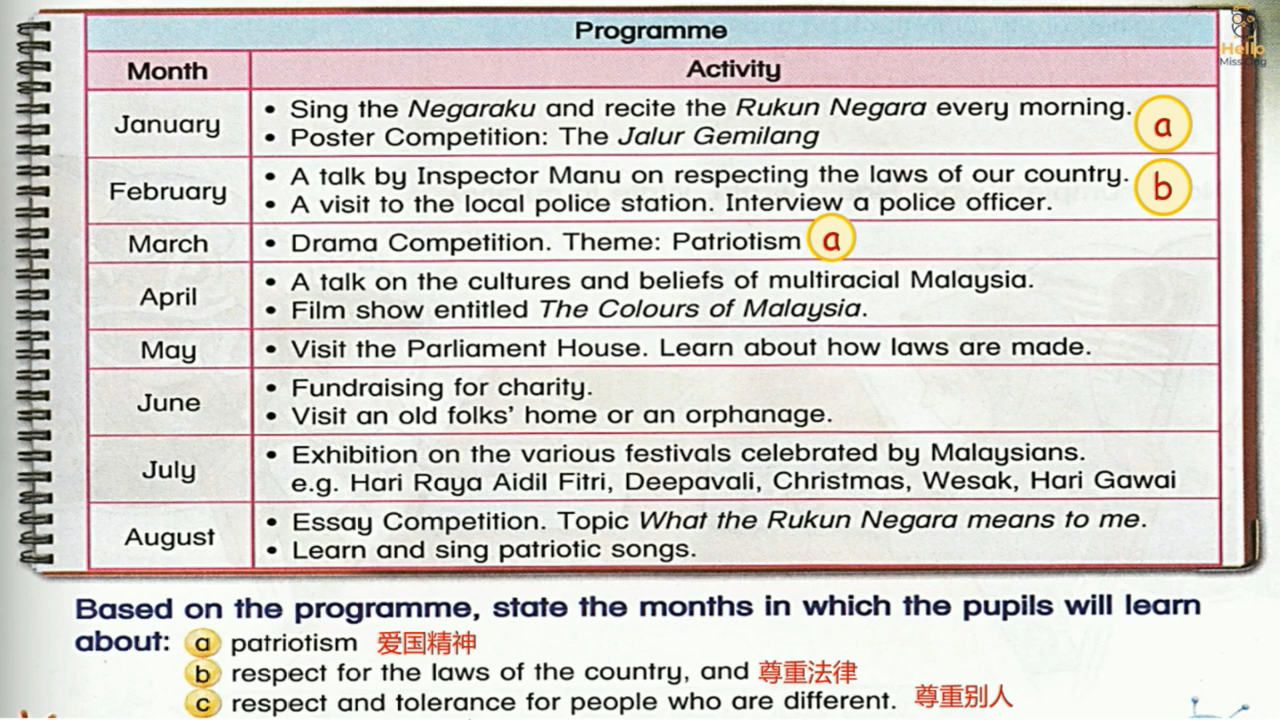 Programme
Hello
Miss Ong
Month Activity
January
• Sing the Negaraku and recite the Rukun Negara every morning.
• Poster Competition: The Jalur Gemilang
a
February
• A talk by Inspector Manu on respecting the laws of our country.
• A visit to the local police station. Interview a police officer.
b
March
• Drama Competition. Theme: Patriotism a
April
• A talk on the cultures and beliefs of multiracial Malaysia.
• Film show entitled The Colours of Malaysia.
May
• Visit the Parliament House. Learn about how laws are made.
June
• Fundraising for charity.
• Visit an old folks' home or an orphanage.
July
• Exhibition on the various festivals celebrated by Malaysians.
e.g. Hari Raya Aidil Fitri, Deepavali, Christmas, Wesak, Hari Gawai
August
• Essay Competition. Topic What the Rukun Negara means to me.
• Learn and sing patriotic songs.
Based on the programme, state the months in which the pupils will learn
about: a patriotism 爱国精神
b respect for the laws of the country, and 尊重法律
c respect and tolerance for people who are different. 尊重别人